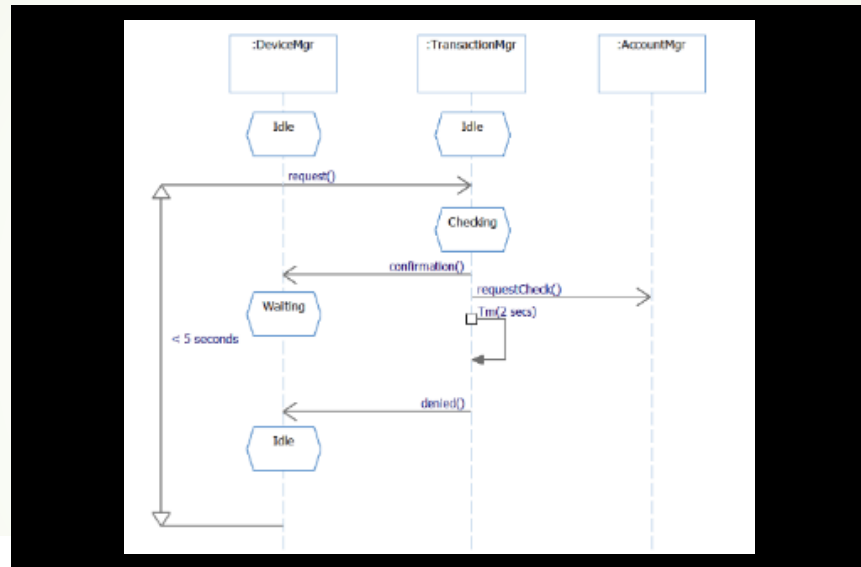 :DeviceMgr
:TransactionMgr
:AccountMgr
Idle
Idle
request()
Checking
confirmation()
requestCheck()
Waiting
Tm(2 secs)
< 5 seconds
denied()
Idle